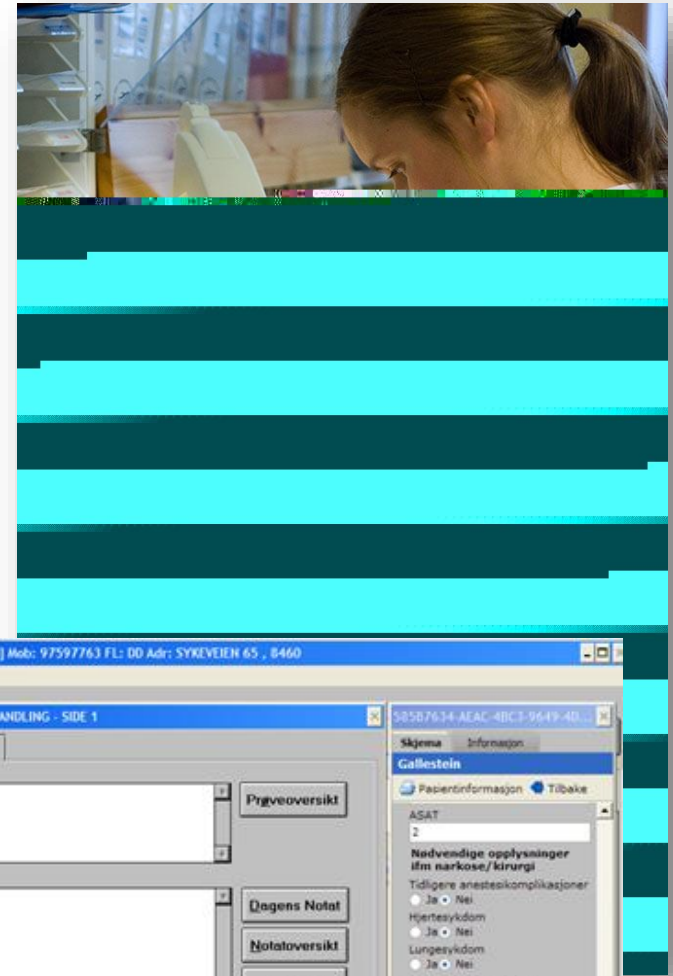 ] Mob: 97597763 FL: DD Adr: SYKEVEIEN 65 , 8460
ANDLING - SIDE 1
Prøveoversikt
Dagens Notat
Notatoversikt
Skjema Informasjon
Gallestein
Pasientinformasjon Tilbake
ASAT
2
Nødvendige opplysninger
ifm narkose/kirurgi
Tidligere anestesikomplikasjoner
Ja Nei
Hjertesykdom
Ja Nei
Lungesykdom
Ja Nei